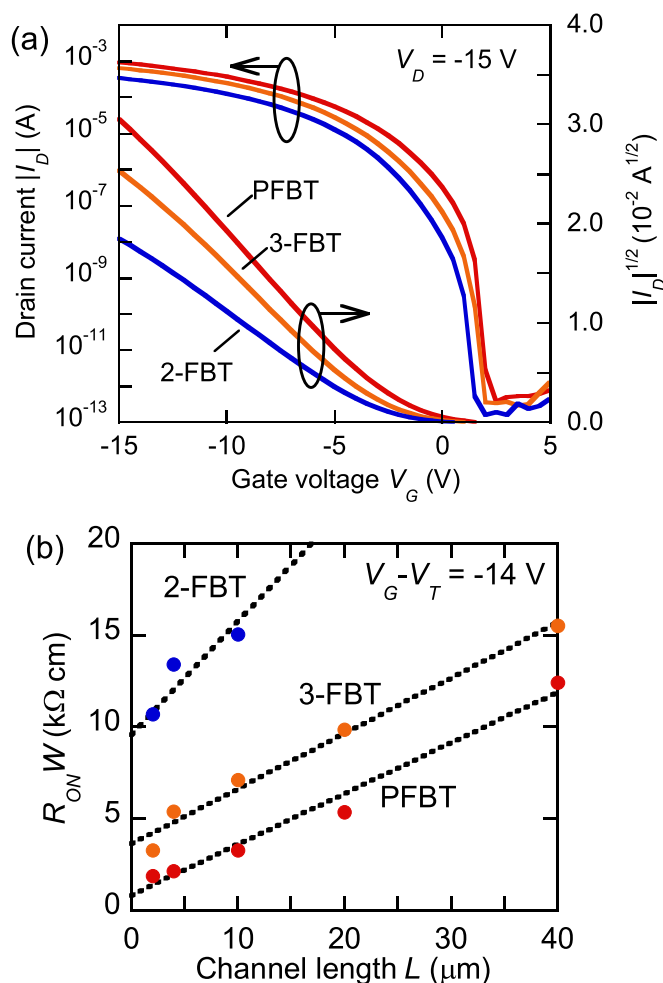 (a)
V_D = -15 V
Drain current |I_D| (A)
10^-3
10^-5
10^-7
10^-9
10^-11
10^-13
PFBT
3-FBT
2-FBT
4.0
3.0
2.0
1.0
0.0
|I_D|^1/2 (10^-2 A^1/2)
-15 -10 -5 0 5
Gate voltage V_G (V)
(b)
V_G-V_T = -14 V
R_ON W (kΩ cm)
20
15
10
5
0
2-FBT
3-FBT
PFBT
0 10 20 30 40
Channel length L (μm)